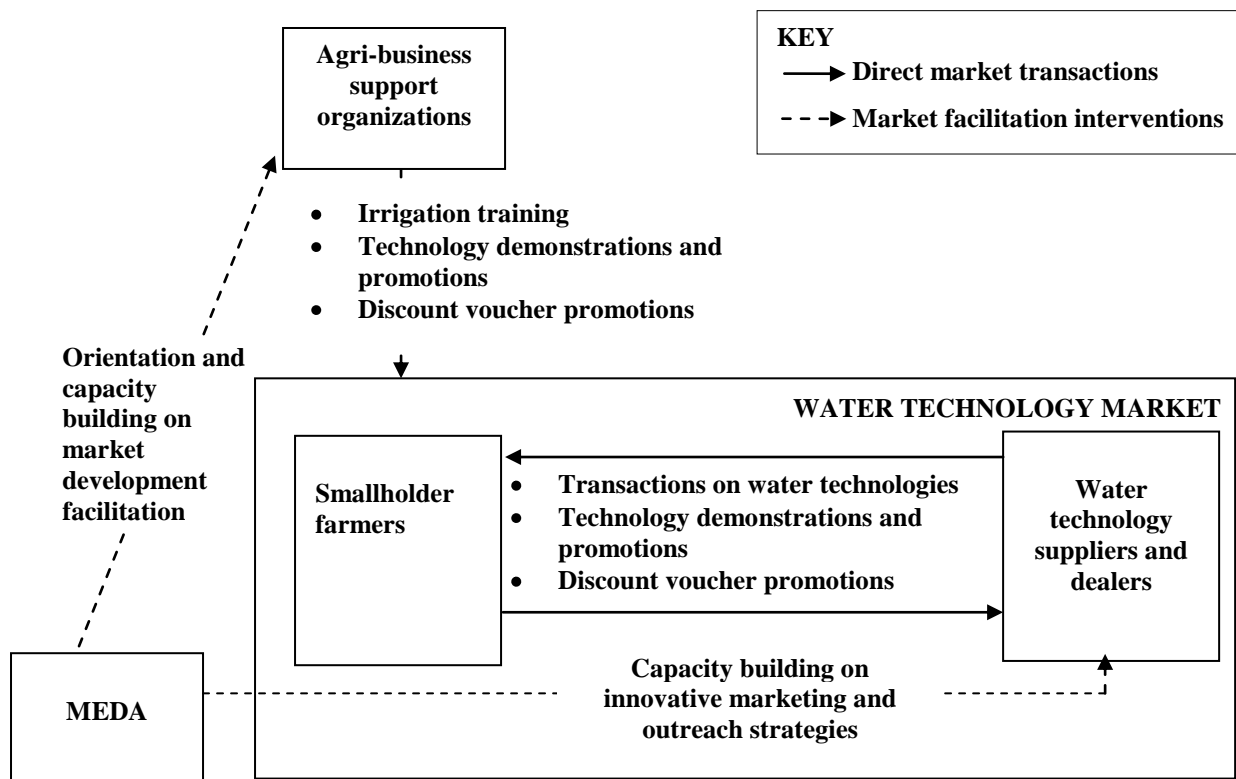 Agri-business
support
organizations
KEY
Direct market transactions
Market facilitation interventions
• Irrigation training
• Technology demonstrations and
promotions
• Discount voucher promotions
Orientation and
capacity
building on
market
development
facilitation
WATER TECHNOLOGY MARKET
Smallholder
farmers
• Transactions on water technologies
• Technology demonstrations and
promotions
• Discount voucher promotions
Water
technology
suppliers and
dealers
MEDA
Capacity building on
innovative marketing and
outreach strategies